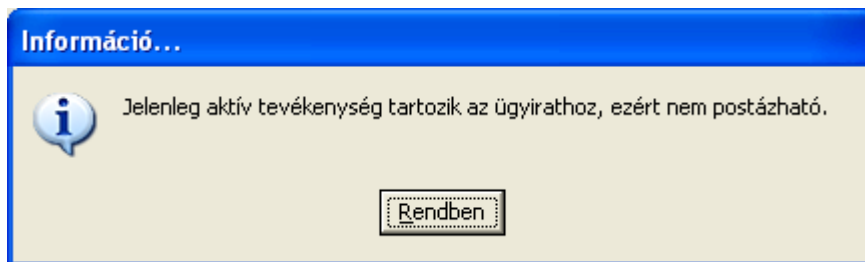 Információ...
Jelenleg aktív tevékenység tartozik az ügyirathoz, ezért nem postázható.
Rendben